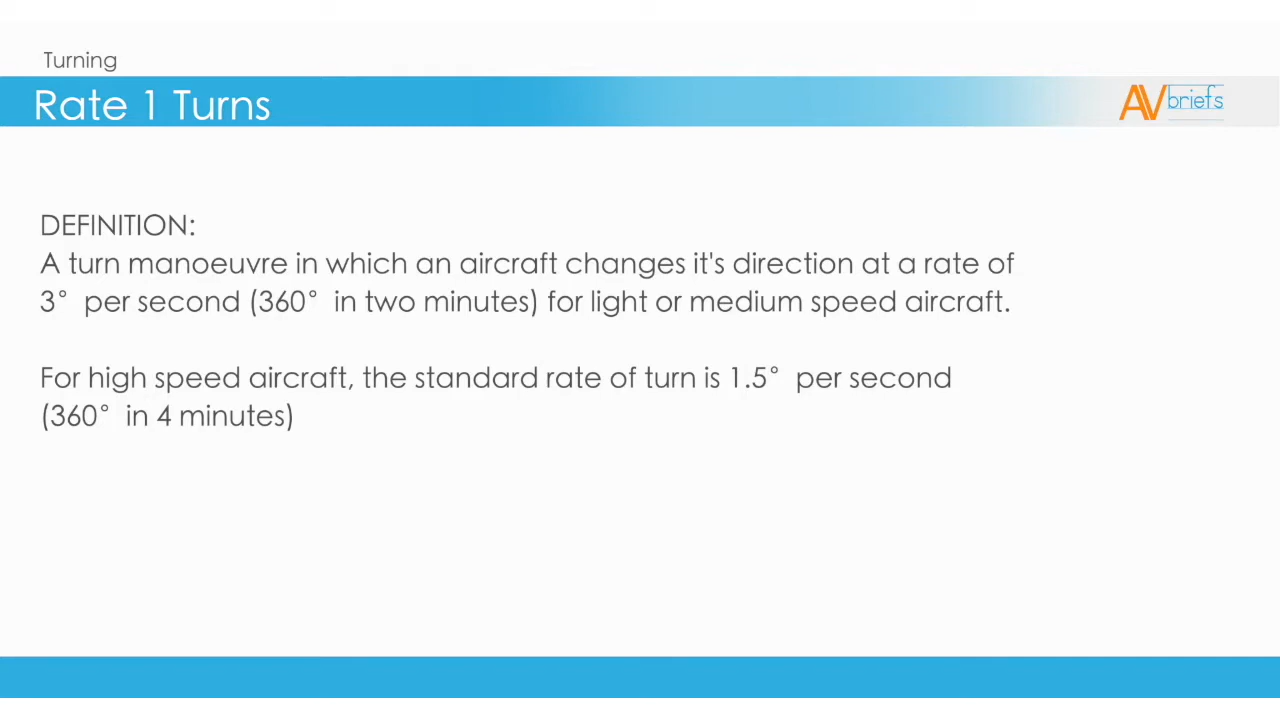 Turning
Rate 1 Turns
AV briefs
DEFINITION:
A turn manoeuvre in which an aircraft changes it's direction at a rate of
3° per second (360° in two minutes) for light or medium speed aircraft.
For high speed aircraft, the standard rate of turn is 1.5° per second
(360° in 4 minutes)